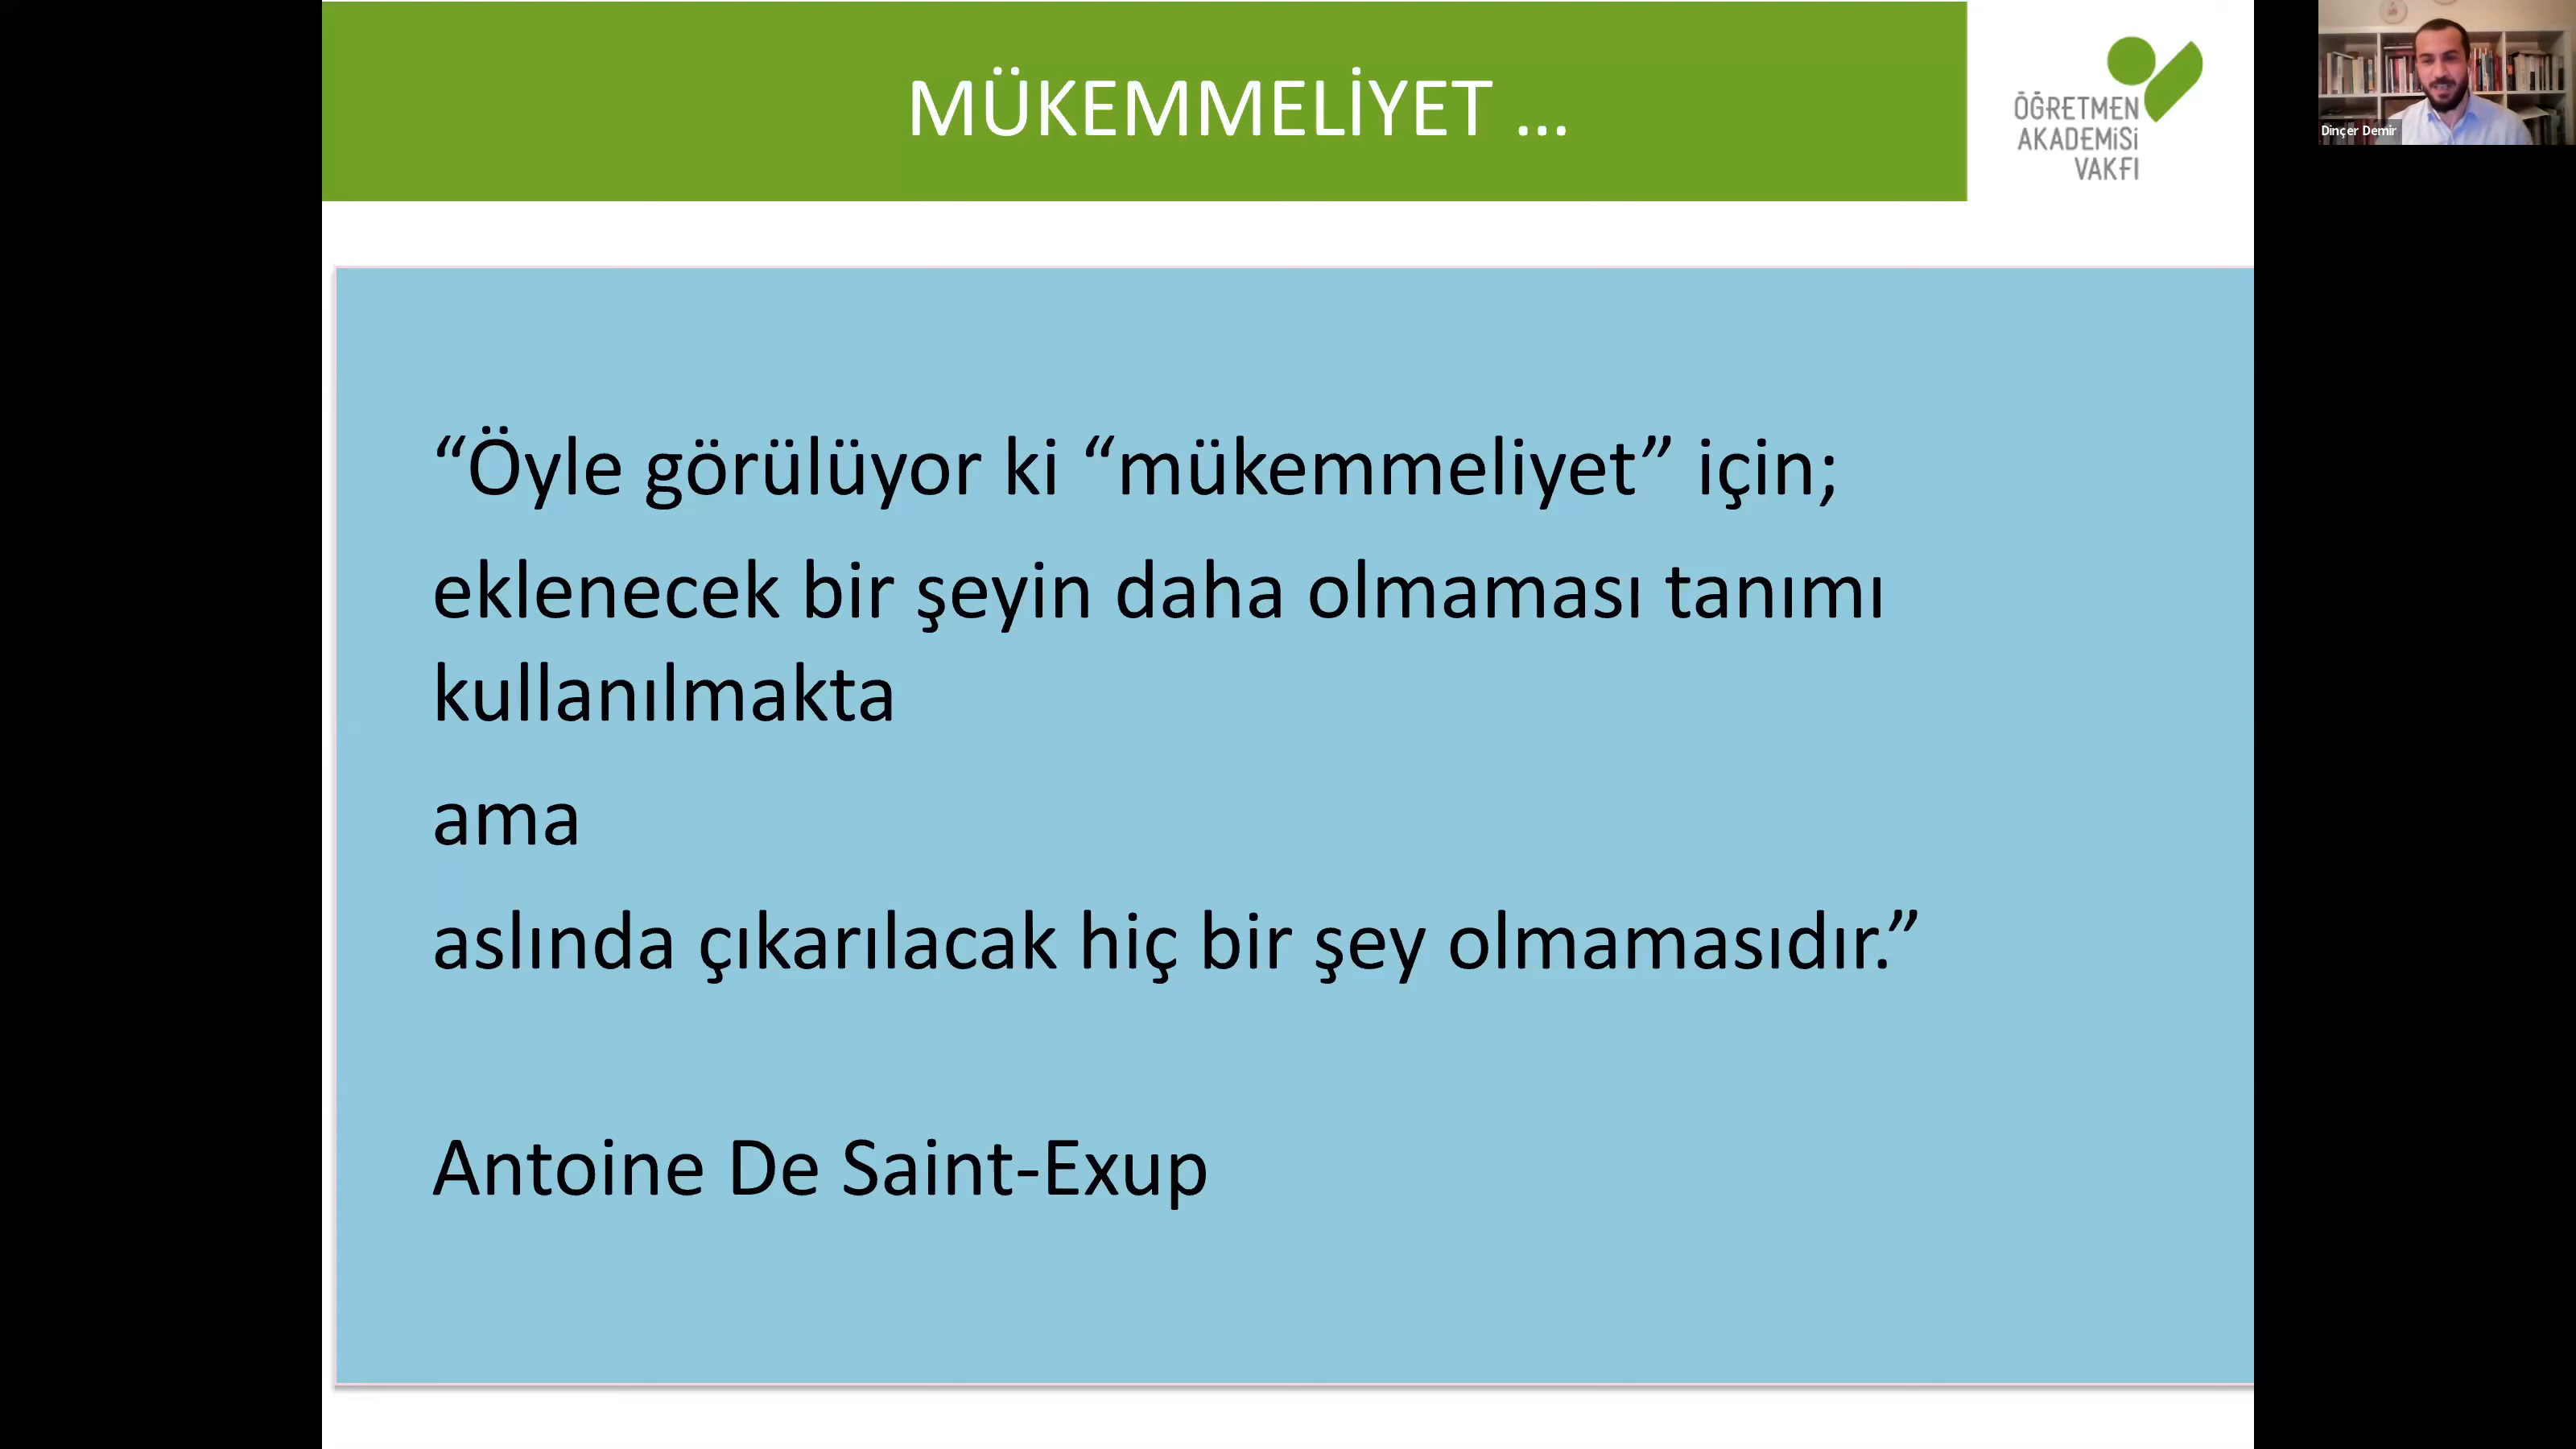 MÜKEMMELİYET ...
ÖĞRETMEN
AKADEMİSİ
VAKFI
Dinçer Demir
“Öyle görülüyor ki “mükemmeliyet” için;
eklenecek bir şeyin daha olmaması tanımı
kullanılmakta
ama
aslında çıkarılacak hiç bir şey olmamasıdır.”
Antoine De Saint-Exup